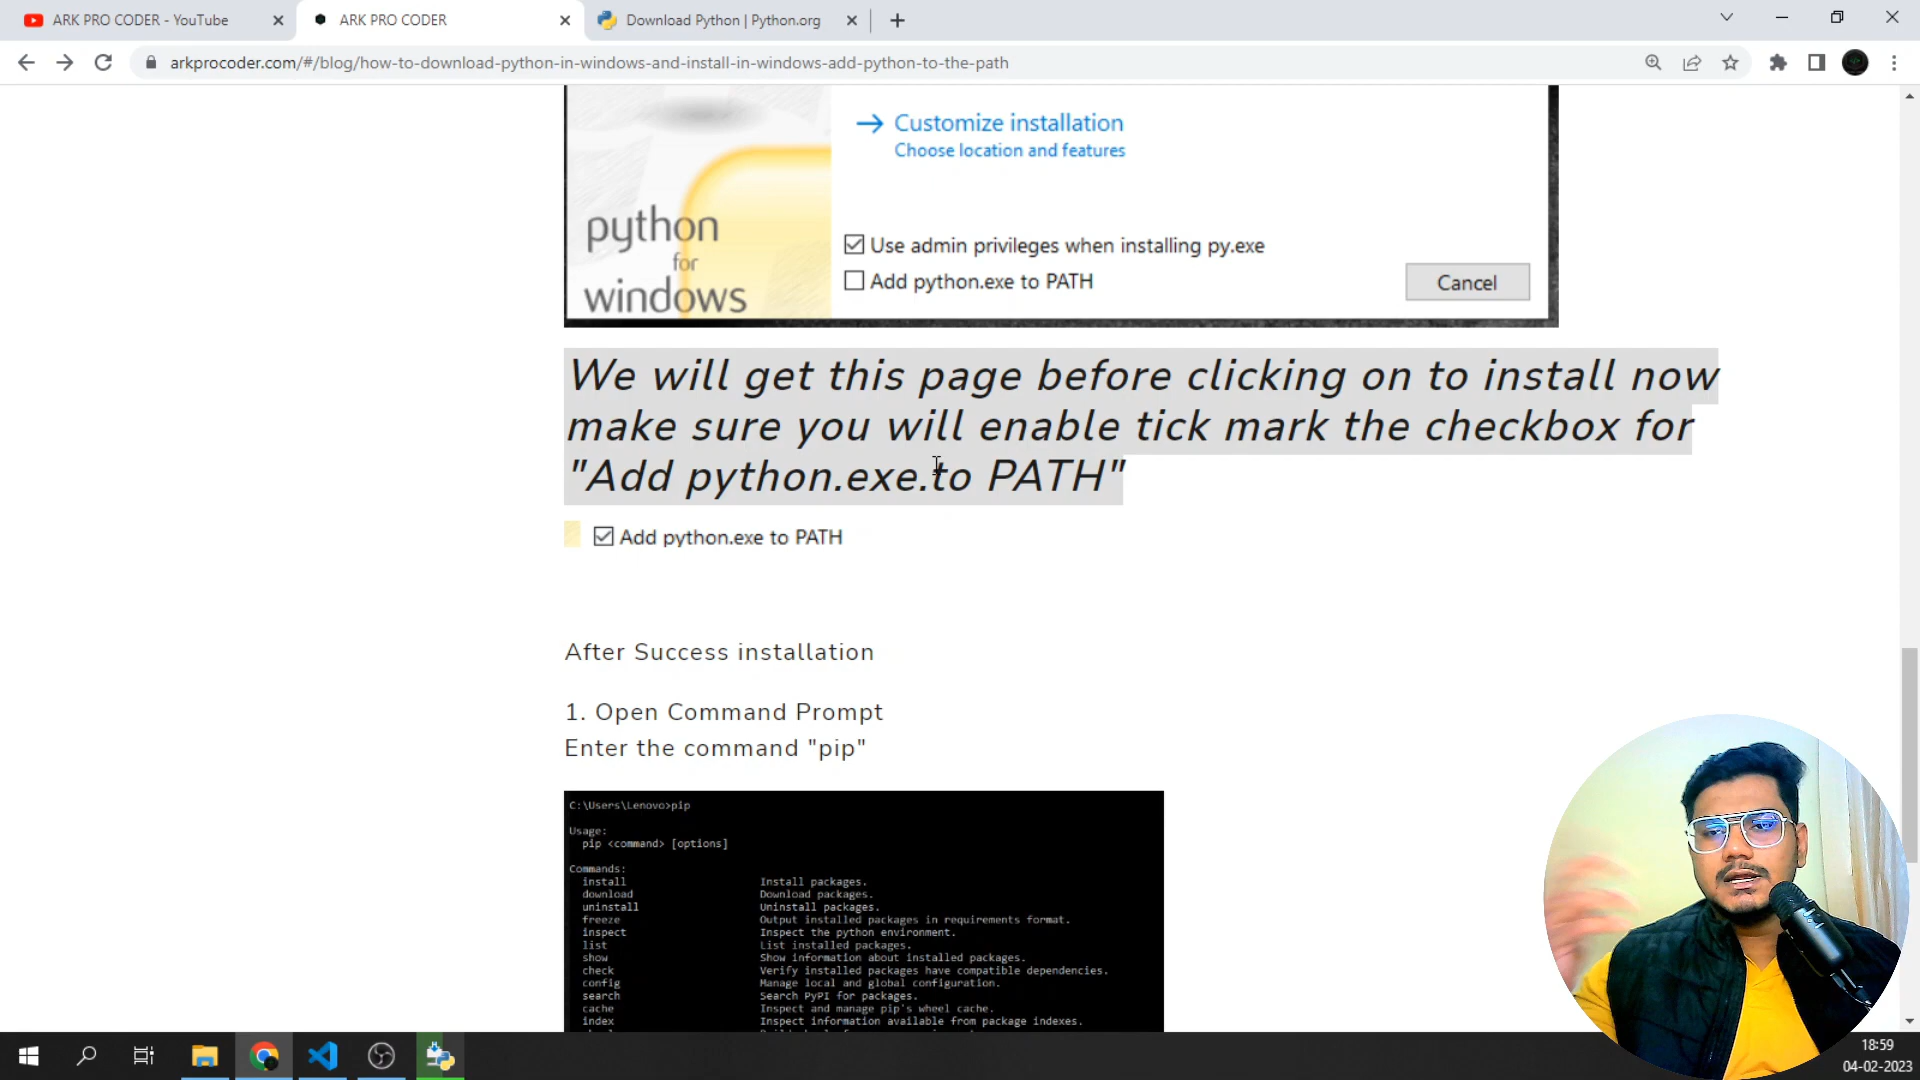 ARK PRO CODER - YouTube
ARK PRO CODER
Download Python | Python.org
arkprocoder.com/#/blog/how-to-download-python-in-windows-and-install-in-windows-add-python-to-the-path
Customize installation
Choose location and features
python
for
windows
Use admin privileges when installing py.exe
Add python.exe to PATH
Cancel
We will get this page before clicking on to install now
make sure you will enable tick mark the checkbox for
"Add python.exe.to PATH"
Add python.exe to PATH
After Success installation
1. Open Command Prompt
Enter the command "pip"
C:\Users\Lenovo>pip
Usage:
pip <command> [options]
Commands:
install Install packages.
download Download packages.
uninstall Uninstall packages.
freeze Output installed packages in requirements format.
inspect Inspect the python environment.
list List installed packages.
show Show information about installed packages.
check Verify installed packages have compatible dependencies.
config Manage local and global configuration.
search Search PyPI for packages.
cache Inspect and manage pip's wheel cache.
index Inspect information available from package indexes.
18:59
04-02-2023